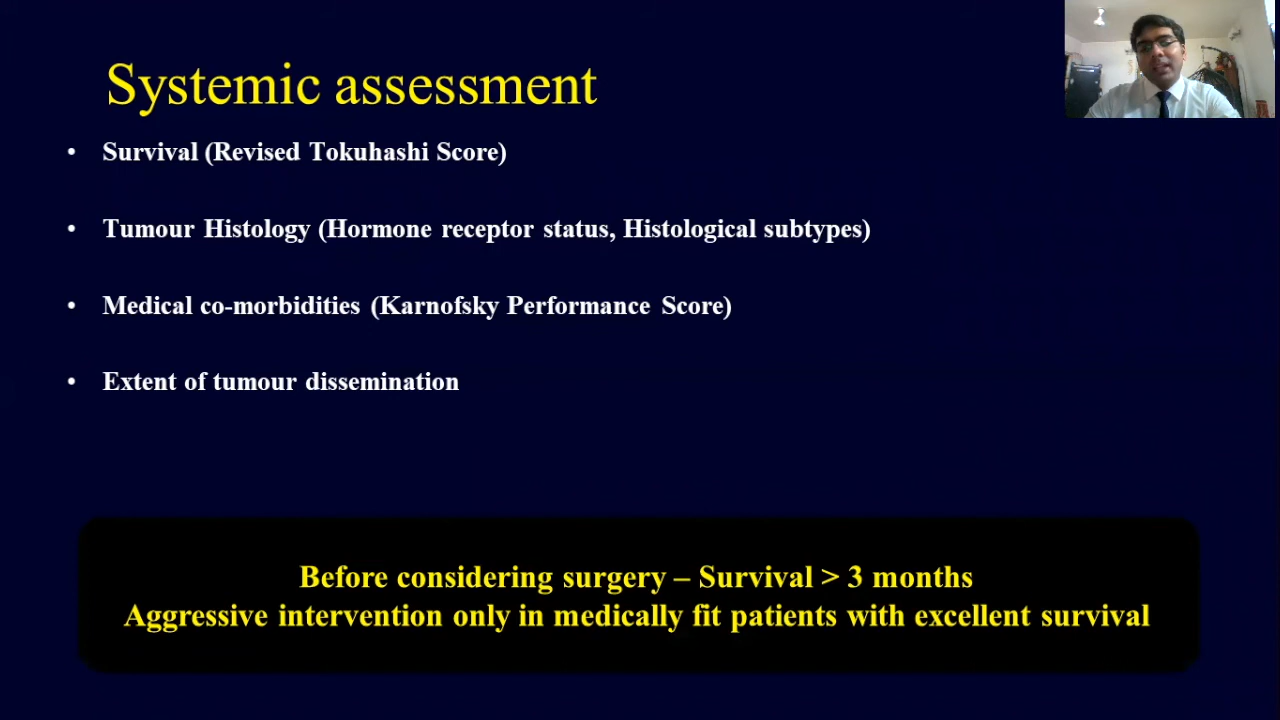 Systemic assessment
• Survival (Revised Tokuhashi Score)
• Tumour Histology (Hormone receptor status, Histological subtypes)
• Medical co-morbidities (Karnofsky Performance Score)
• Extent of tumour dissemination
Before considering surgery – Survival > 3 months
Aggressive intervention only in medically fit patients with excellent survival